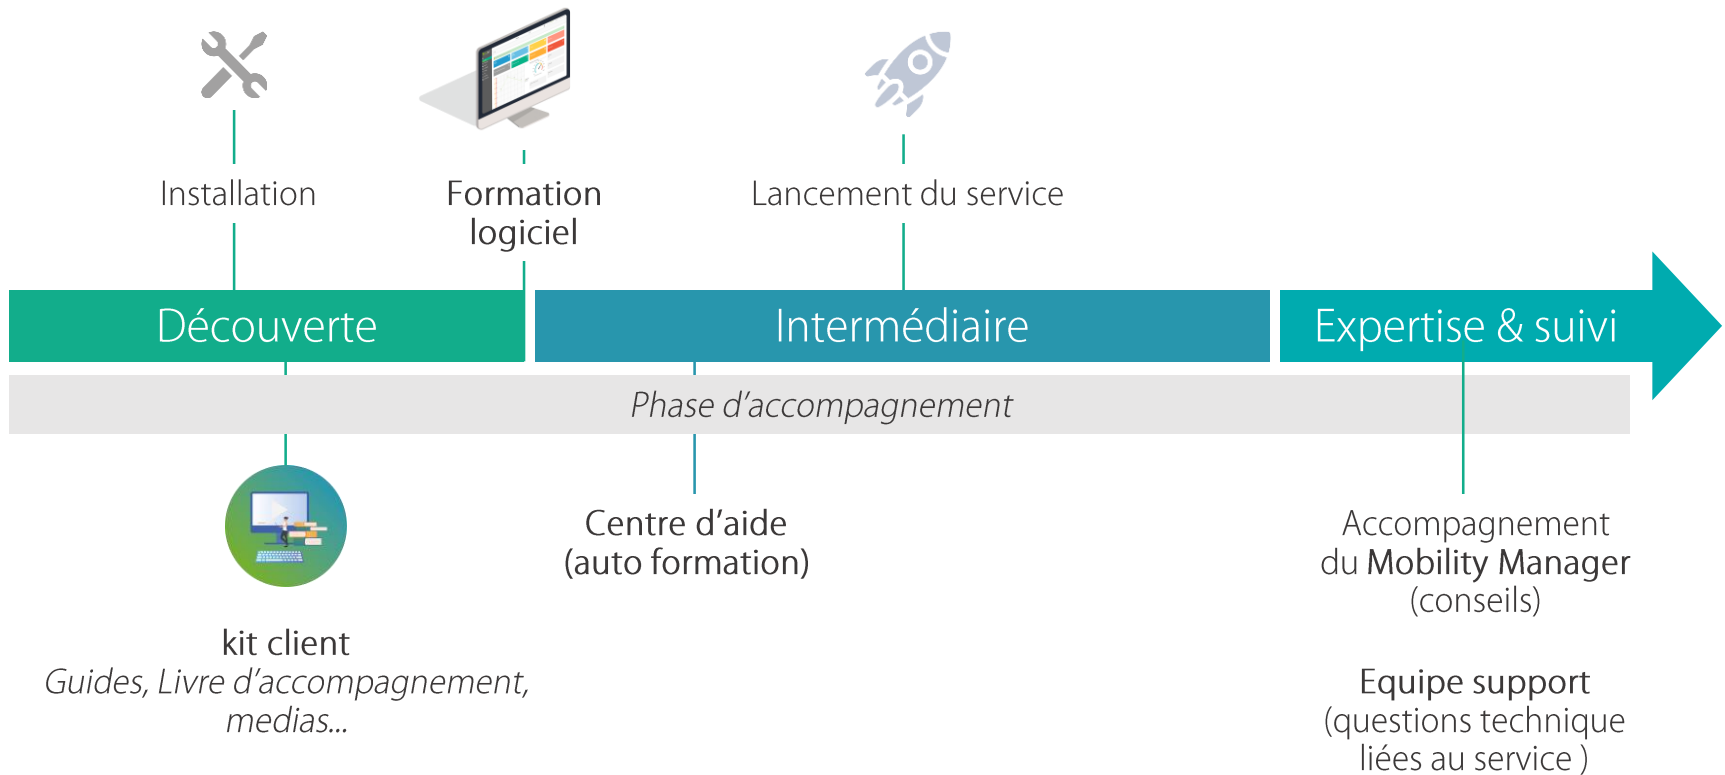 Installation
Formation
logiciel
Lancement du service
Découverte
Intermédiaire
Expertise & suivi
Phase d’accompagnement
kit client
Guides, Livre d’accompagnement,
medias...
Centre d’aide
(auto formation)
Accompagnement
du Mobility Manager
(conseils)
Equipe support
(questions technique
liées au service )